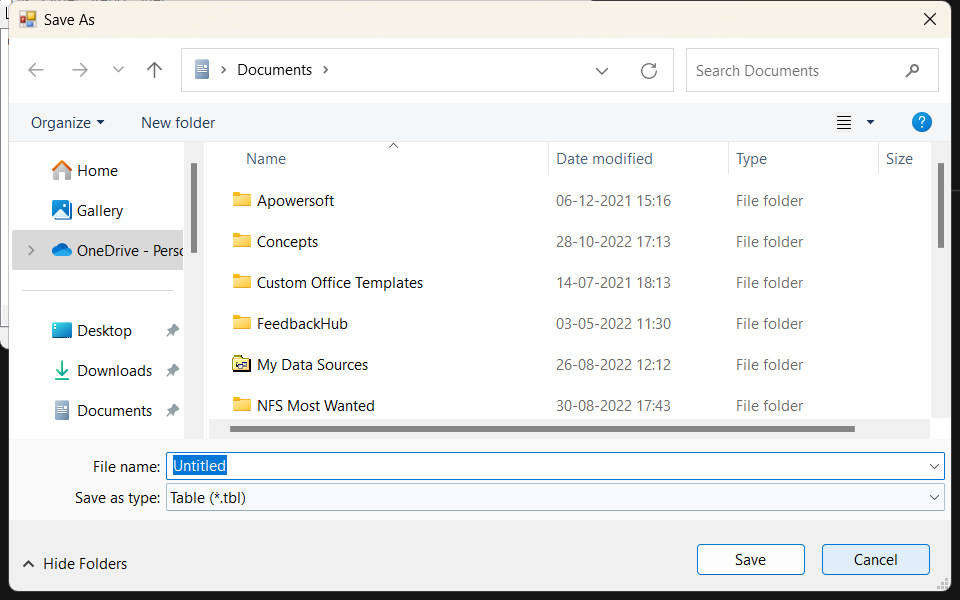 Save As
Documents
Search Documents
Organize
New folder
?
Name
Date modified
Type
Size
Home
Gallery
OneDrive - Perso
Desktop
Downloads
Documents
Apowersoft 06-12-2021 15:16 File folder
Concepts 28-10-2022 17:13 File folder
Custom Office Templates 14-07-2021 18:13 File folder
FeedbackHub 03-05-2022 11:30 File folder
My Data Sources 26-08-2022 12:12 File folder
NFS Most Wanted 30-08-2022 17:43 File folder
File name: Untitled
Save as type: Table (*.tbl)
Hide Folders
Save
Cancel